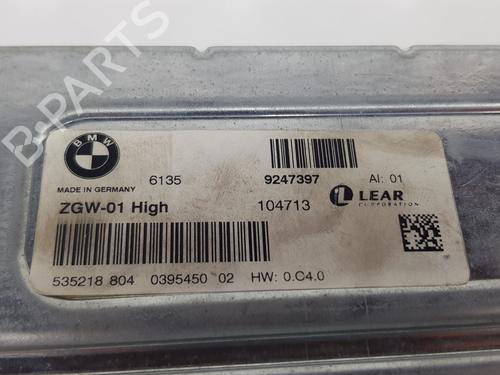 B-PARTS
BMW
6135
9247397
AI: 01
MADE IN GERMANY
ZGW-01 High
104713
LEAR
CORPORATION
535218 804 0395450 02 HW: 0.C4.0